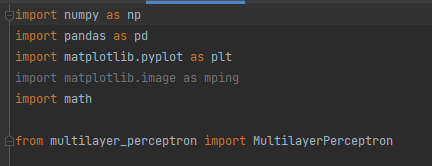 import numpy as np
import pandas as pd
import matplotlib.pyplot as plt
import matplotlib.image as mping
import math
from multilayer_perceptron import MultilayerPerceptron